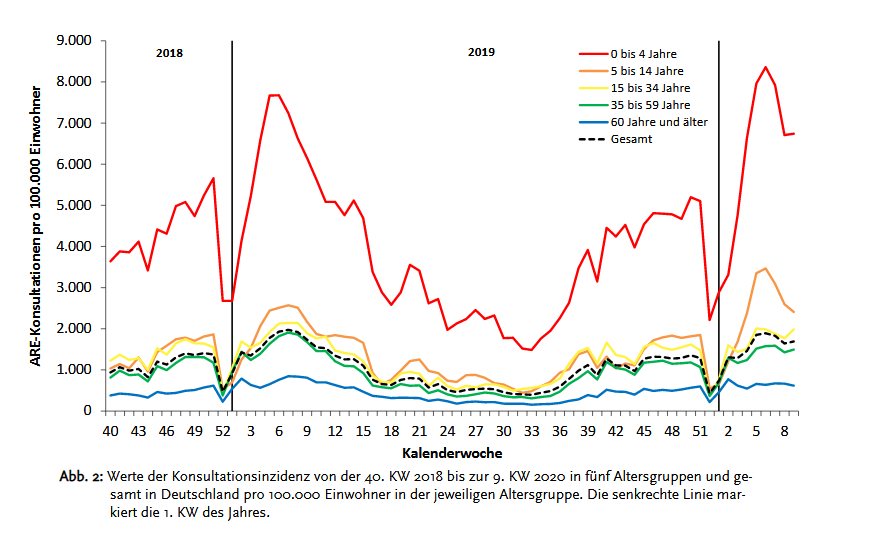 9.000
8.000
7.000
6.000
5.000
4.000
3.000
2.000
1.000
0
ARE-Konsultationen pro 100.000 Einwohner
2018
2019
0 bis 4 Jahre
5 bis 14 Jahre
15 bis 34 Jahre
35 bis 59 Jahre
60 Jahre und älter
Gesamt
40 43 46 49 52 3 6 9 12 15 18 21 24 27 30 33 36 39 42 45 48 51 2 5 8
Kalenderwoche
Abb. 2: Werte der Konsultationsinzidenz von der 40. KW 2018 bis zur 9. KW 2020 in fünf Altersgruppen und ge-
samt in Deutschland pro 100.000 Einwohner in der jeweiligen Altersgruppe. Die senkrechte Linie mar-
kiert die 1. KW des Jahres.